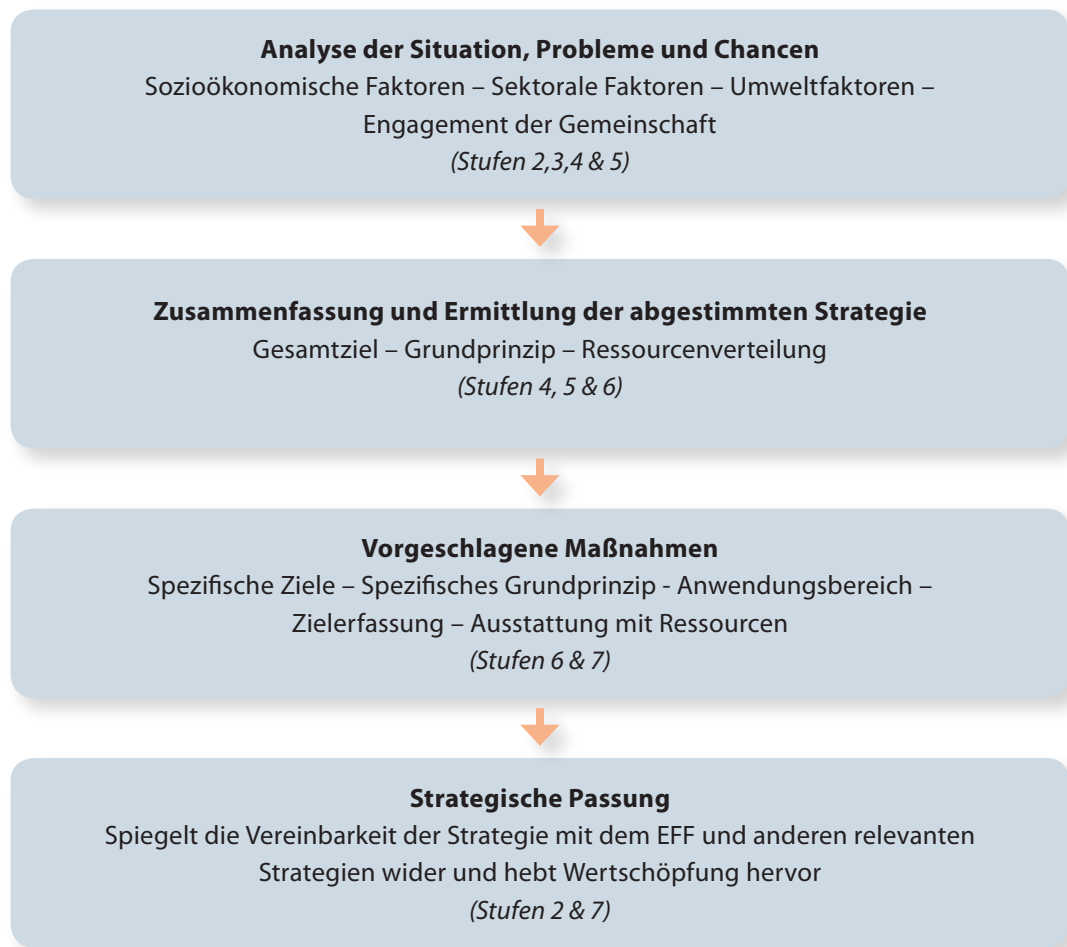 Analyse der Situation, Probleme und Chancen
Sozioökonomische Faktoren – Sektorale Faktoren – Umweltfaktoren –
Engagement der Gemeinschaft
(Stufen 2,3,4 & 5)
Zusammenfassung und Ermittlung der abgestimmten Strategie
Gesamtziel – Grundprinzip – Ressourcenverteilung
(Stufen 4, 5 & 6)
Vorgeschlagene Maßnahmen
Spezifische Ziele – Spezifisches Grundprinzip - Anwendungsbereich –
Zielerfassung – Ausstattung mit Ressourcen
(Stufen 6 & 7)
Strategische Passung
Spiegelt die Vereinbarkeit der Strategie mit dem EFF und anderen relevanten
Strategien wider und hebt Wertschöpfung hervor
(Stufen 2 & 7)